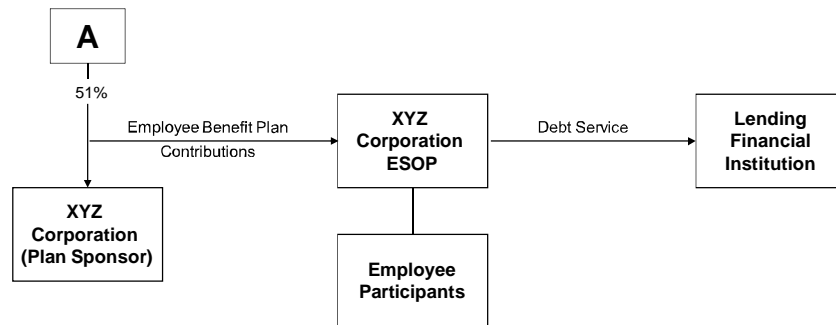 A
51%
Employee Benefit Plan
Contributions
XYZ
Corporation
ESOP
Debt Service
Lending
Financial
Institution
XYZ
Corporation
(Plan Sponsor)
Employee
Participants